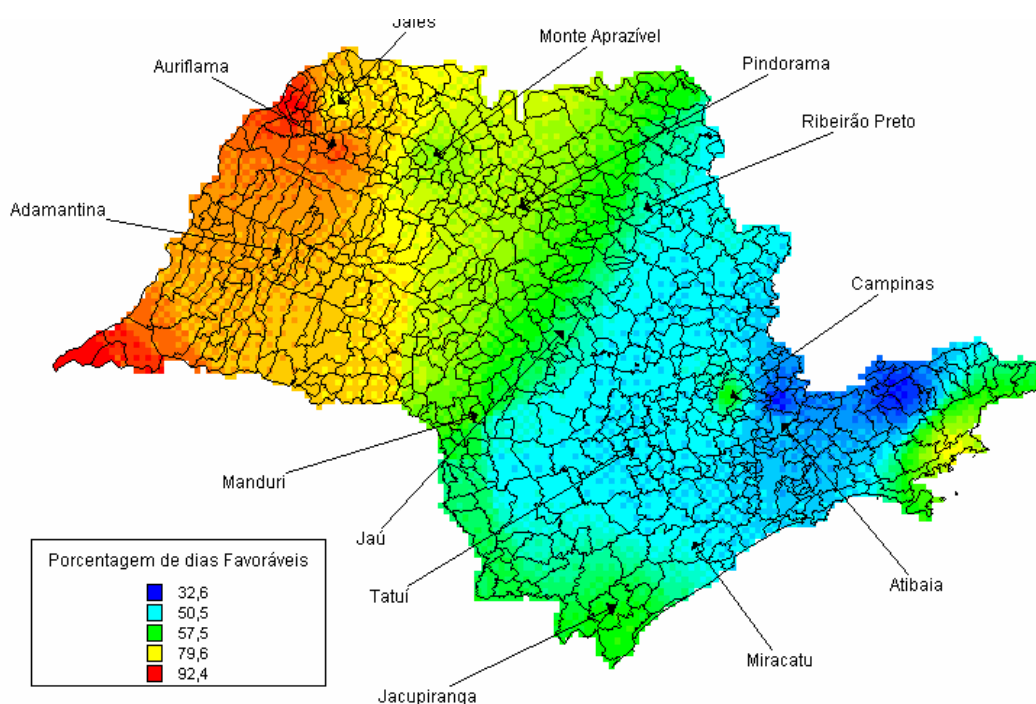 Jales
Monte Aprazível
Auriflama
Pindorama
Ribeirão Preto
Adamantina
Campinas
Manduri
Jaú
Tatuí
Atibaia
Miracatu
Jacupiranga
Porcentagem de dias Favoráveis
32,6
50,5
57,5
79,6
92,4